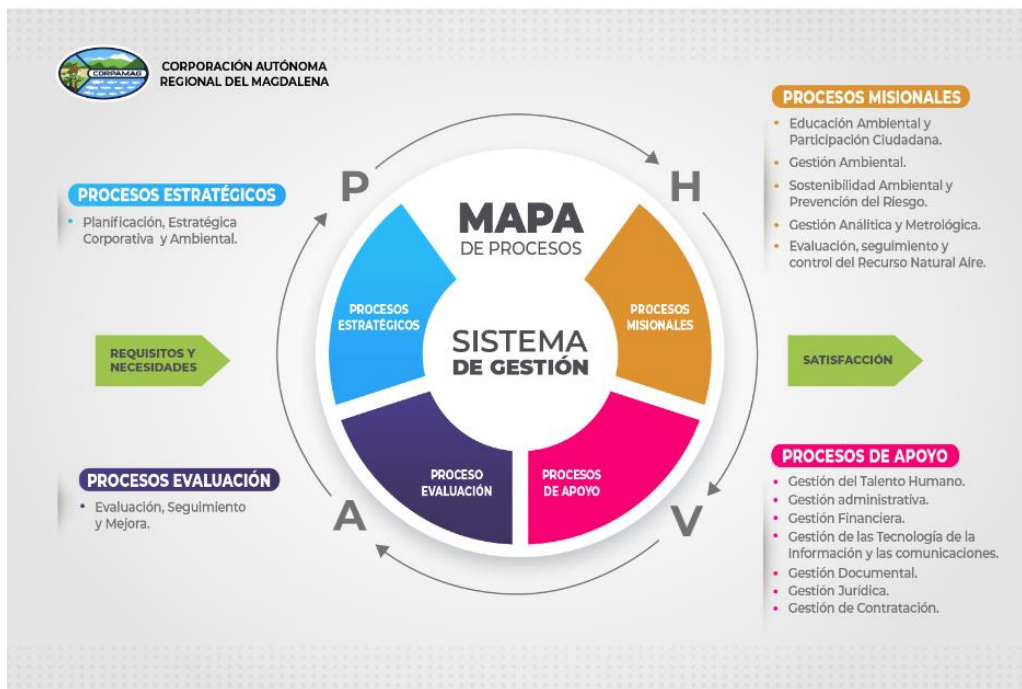 CORPAMAG
CORPORACIÓN AUTÓNOMA
REGIONAL DEL MAGDALENA
PROCESOS ESTRATÉGICOS
• Planificación, Estratégica
Corporativa y Ambiental.
REQUISITOS Y
NECESIDADES
PROCESOS EVALUACIÓN
• Evaluación, Seguimiento
y Mejora.
P
H
V
A
MAPA
DE PROCESOS
SISTEMA
DE GESTIÓN
PROCESOS
ESTRATÉGICOS
PROCESOS
MISIONALES
PROCESO
EVALUACIÓN
PROCESOS
DE APOYO
PROCESOS MISIONALES
• Educación Ambiental y
Participación Ciudadana.
• Gestión Ambiental.
• Sostenibilidad Ambiental y
Prevención del Riesgo.
• Gestión Análitica y Metrológica.
• Evaluación, seguimiento y
control del Recurso Natural Aire.
SATISFACCIÓN
PROCESOS DE APOYO
• Gestión del Talento Humano.
• Gestión administrativa.
• Gestión Financiera.
• Gestión de las Tecnología de la
Información y las comunicaciones.
• Gestión Documental.
• Gestión Jurídica.
• Gestión de Contratación.